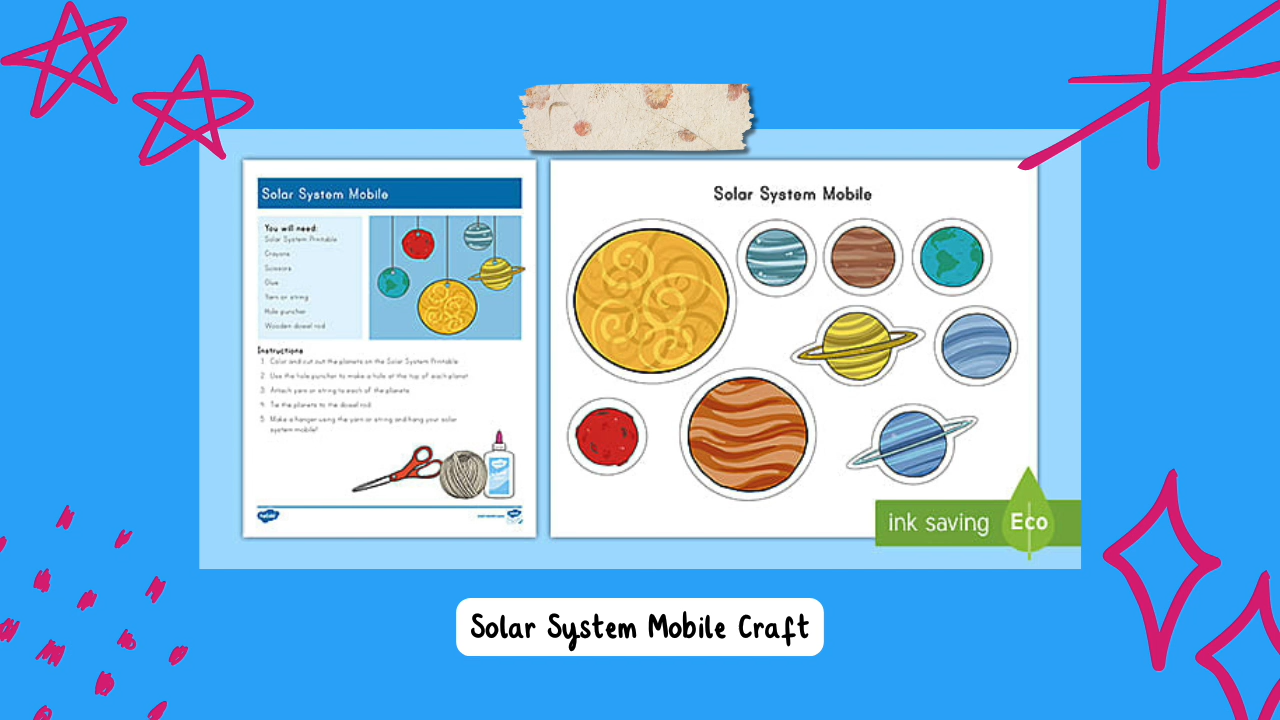 Solar System Mobile
You will need:
Solar System Printable
Crayons
Scissors
Glue
Yarn or string
Hole puncher
Wooden dowel rod
Instructions
1. Color and cut out the planets on the Solar System Printable.
2. Use the hole puncher to make a hole at the top of each planet.
3. Attach yarn or string to each of the planets.
4. Tie the planets to the dowel rod.
5. Make a hanger using the yarn or string and hang your solar
system mobile!
Solar System Mobile
ink saving Eco
Solar System Mobile Craft